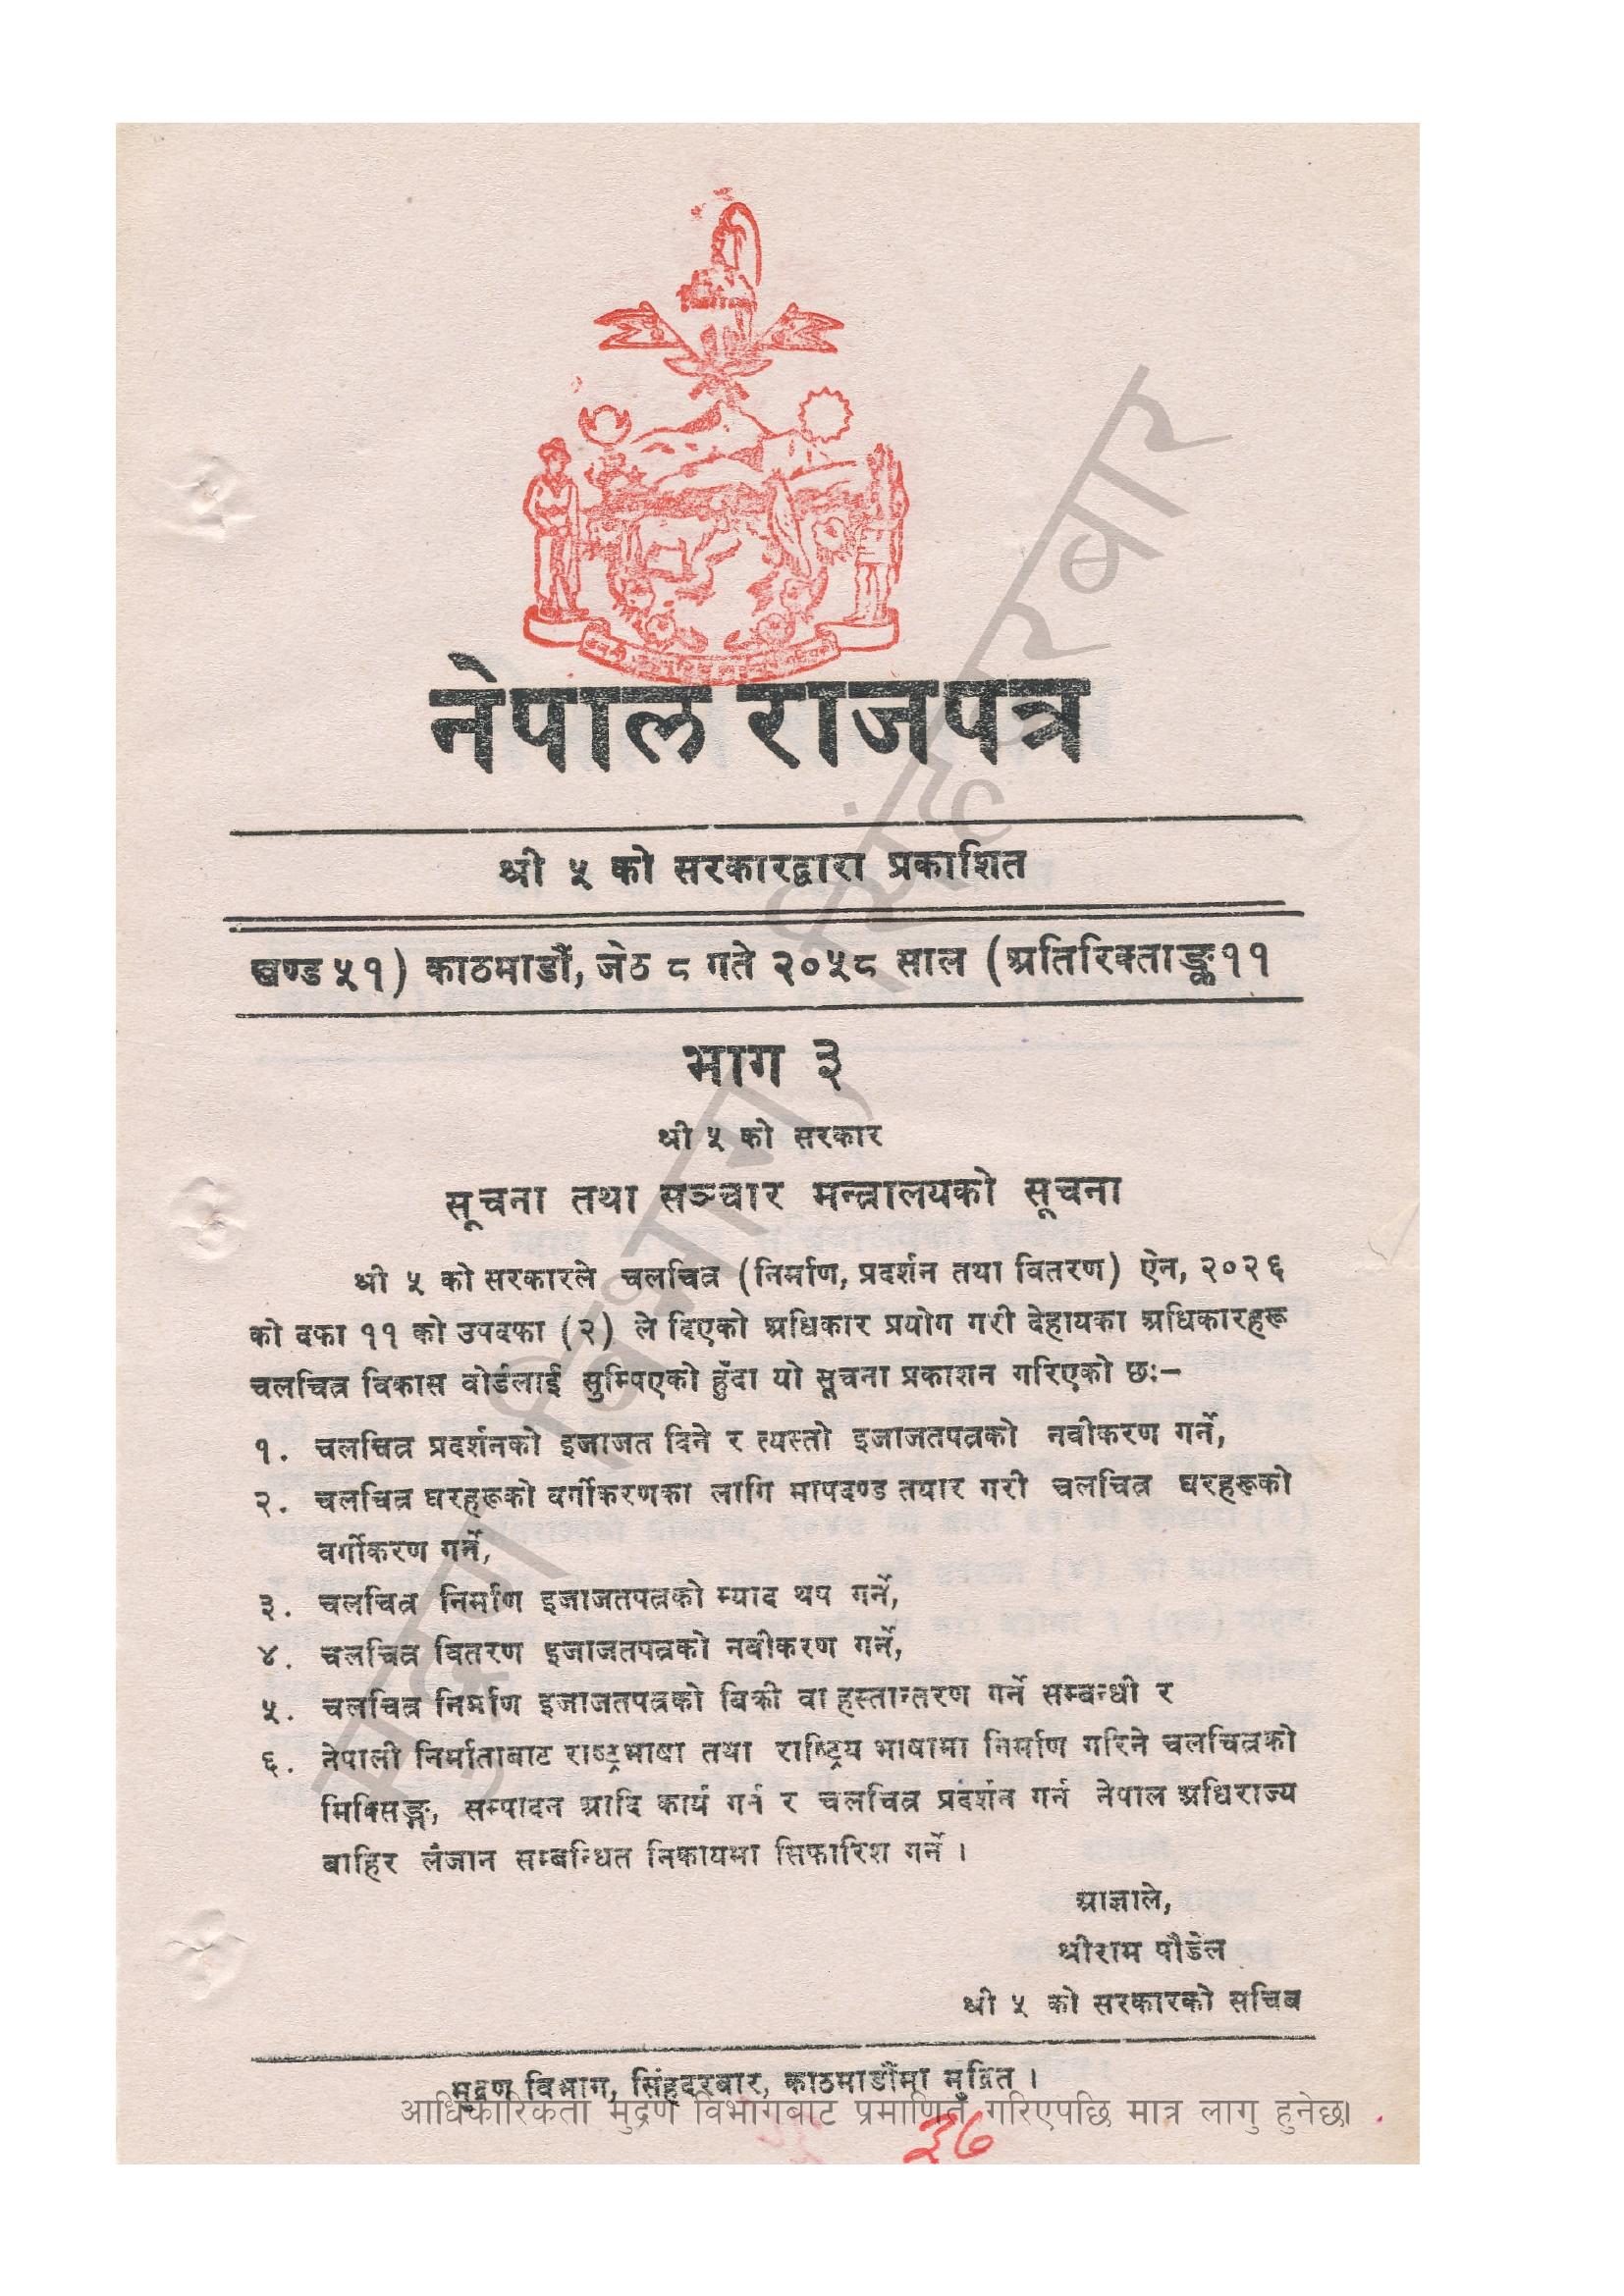 नेपाल राजपत्र
श्री ५ को सरकारद्वारा प्रकाशित
खण्ड ५१) काठमाडौं, जेठ ८ गते २०५८ साल (अतिरिक्ताङ्क ११
भाग ३
श्री ५ को सरकार
सूचना तथा सञ्चार मन्त्रालयको सूचना
श्री ५ को सरकारले चलचित्र (निर्माण, प्रदर्शन तथा वितरण) ऐन, २०२६
को दफा ११ को उपदफा (२) ले दिएको अधिकार प्रयोग गरी देहायका अधिकारहरू
चलचित्र विकास वोर्डलाई सुम्पिएको हुँदा यो सूचना प्रकाशन गरिएको छः–
१. चलचित्र प्रदर्शनको इजाजत दिने र त्यस्तो इजाजतपत्रको नवीकरण गर्ने,
२. चलचित्र घरहरूको वर्गीकरणका लागि मापदण्ड तयार गरी चलचित्र घरहरूको
वर्गीकरण गर्ने,
३. चलचित्र निर्माण इजाजतपत्रको म्याद थप गर्ने,
४. चलचित्र वितरण इजाजतपत्रको नवीकरण गर्ने,
५. चलचित्र निर्माण इजाजतपत्रको विक्री वा हस्तान्तरण गर्ने सम्बन्धी र
६. नेपाली निर्माताबाट राष्ट्रभाषा तथा राष्ट्रिय भाषामा निर्माण गरिने चलचित्रको
मिक्सिङ्ग, सम्पादन आदि कार्य गर्न र चलचित्र प्रदर्शन गर्न नेपाल अधिराज्य
बाहिर लैजान सम्बन्धित निकायमा सिफारिश गर्ने ।
आज्ञाले,
श्रीराम पौडेल
श्री ५ को सरकारको सचिव
मुद्रण विभाग, सिंहदरबार, काठमाडौंमा मुद्रित ।
आधिकारिकता मुद्रण विभागबाट प्रमाणित गरिएपछि मात्र लागु हुनेछ।
३७
मुद्रण विभाग, सिंहदरबार